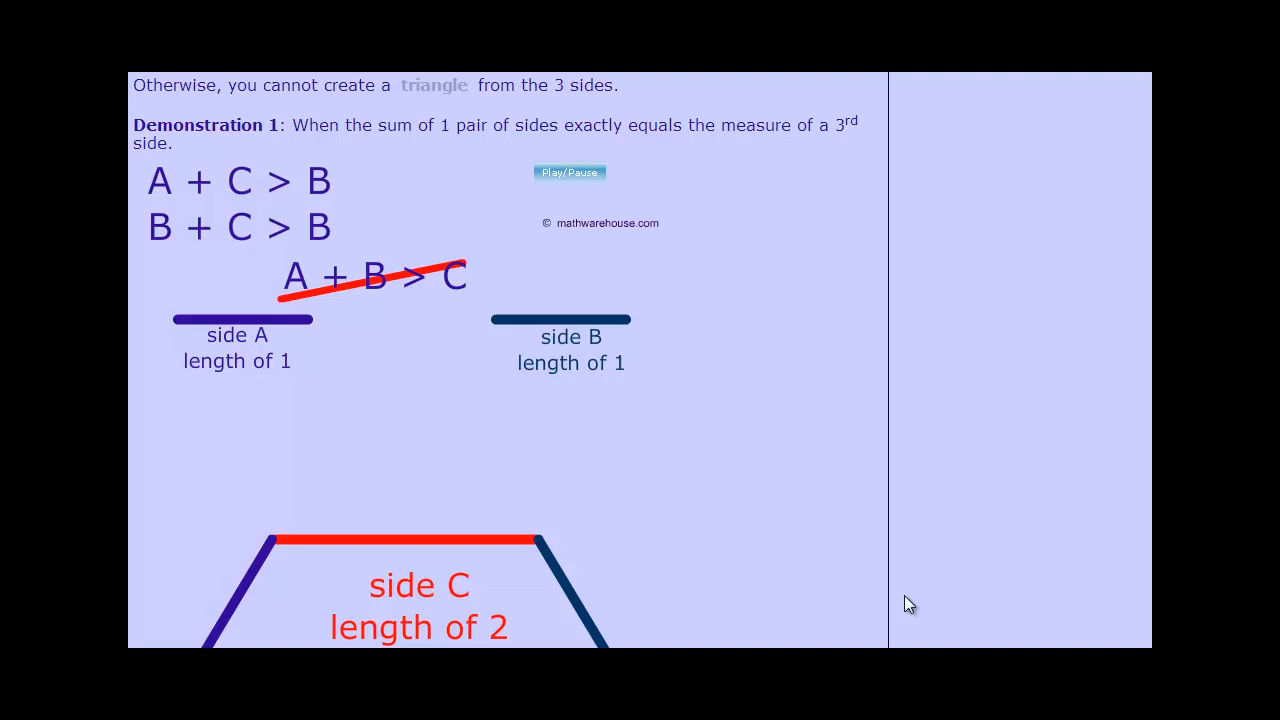 Otherwise, you cannot create a triangle from the 3 sides.
Demonstration 1: When the sum of 1 pair of sides exactly equals the measure of a 3rd
side.
A + C > B
Play/Pause
B + C > B
© mathwarehouse.com
A + B > C
side A
length of 1
side B
length of 1
side C
length of 2